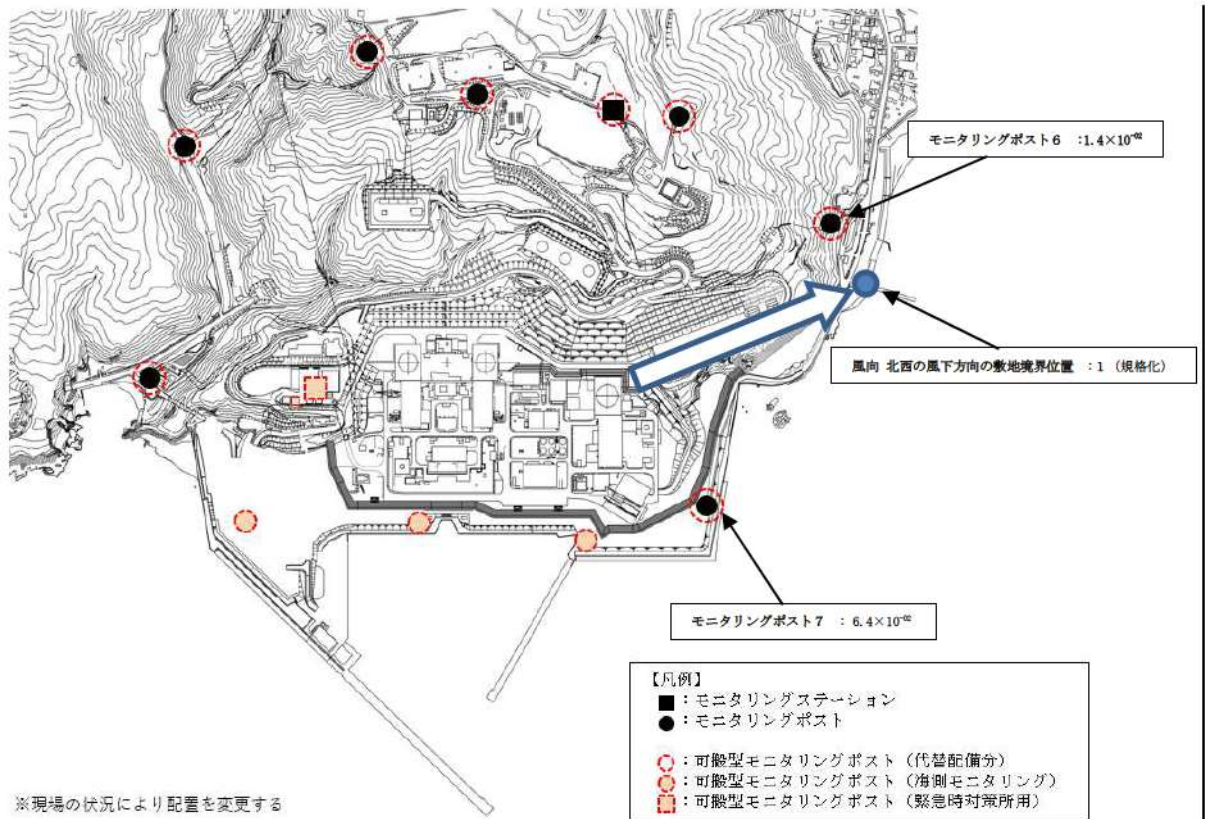 モニタリングポスト6 :1.4×10⁻⁰²
風向 北西の風下方向の敷地境界位置 :1 (規格化)
モニタリングポスト7 :6.4×10⁻⁰²
【凡例】
■:モニタリングステーション
●:モニタリングポスト
:可搬型モニタリングポスト(代替配備分)
:可搬型モニタリングポスト(海側モニタリング)
:可搬型モニタリングポスト(緊急時対策所用)
※現場の状況により配置を変更する